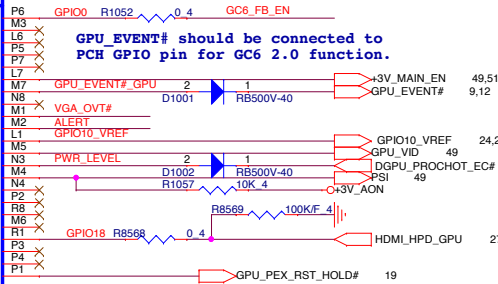 P6 GPIO0 R1052 0_4 GC6_FB_EN
M3
L6 GPU_EVENT# should be connected to
P5 PCH GPIO pin for GC6 2.0 function.
P7
L7 +3V_MAIN_EN 49,51
M7 GPU_EVENT#_GPU 2 1 GPU_EVENT# 9,12
N8 D1001 RB500V-40
M1 VGA_OVT#
M2 ALERT
L1 GPIO10_VREF GPIO10_VREF 24,2
M5 GPU_VID 49
N3 PWR_LEVEL 2 1 DGPU_PROCHOT_EC#
M4 D1002 RB500V-40 PSI 49
N4 R1057 10K_4 +3V_AON
P2
R8 R8569 100K/F_4
M6
R1 GPIO18 R8568 0_4 HDMI_HPD_GPU 27
P3
P4
P1 GPU_PEX_RST_HOLD# 19